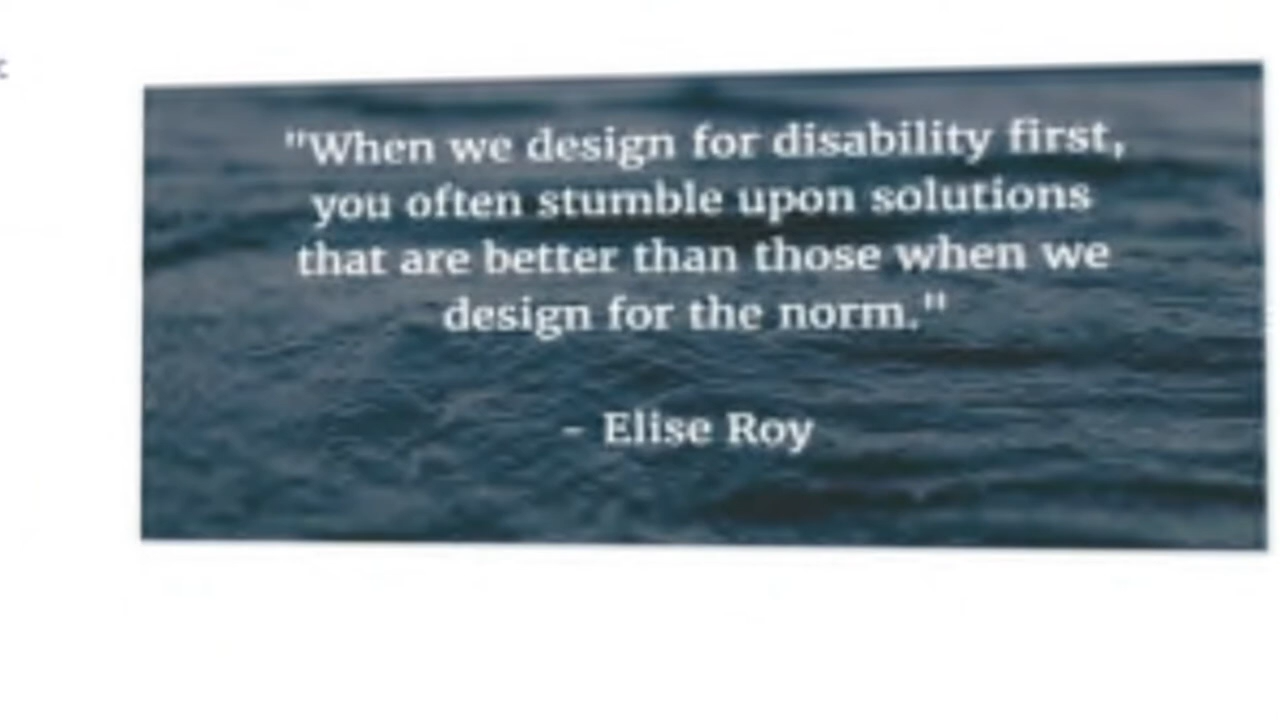 "When we design for disability first,
you often stumble upon solutions
that are better than those when we
design for the norm."
- Elise Roy